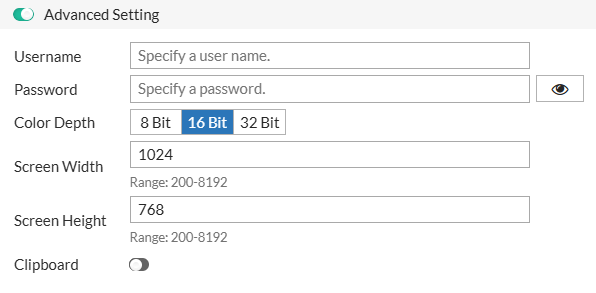 Advanced Setting
Username Specify a user name.
Password Specify a password.
Color Depth 8 Bit 16 Bit 32 Bit
Screen Width 1024
Range: 200-8192
Screen Height 768
Range: 200-8192
Clipboard